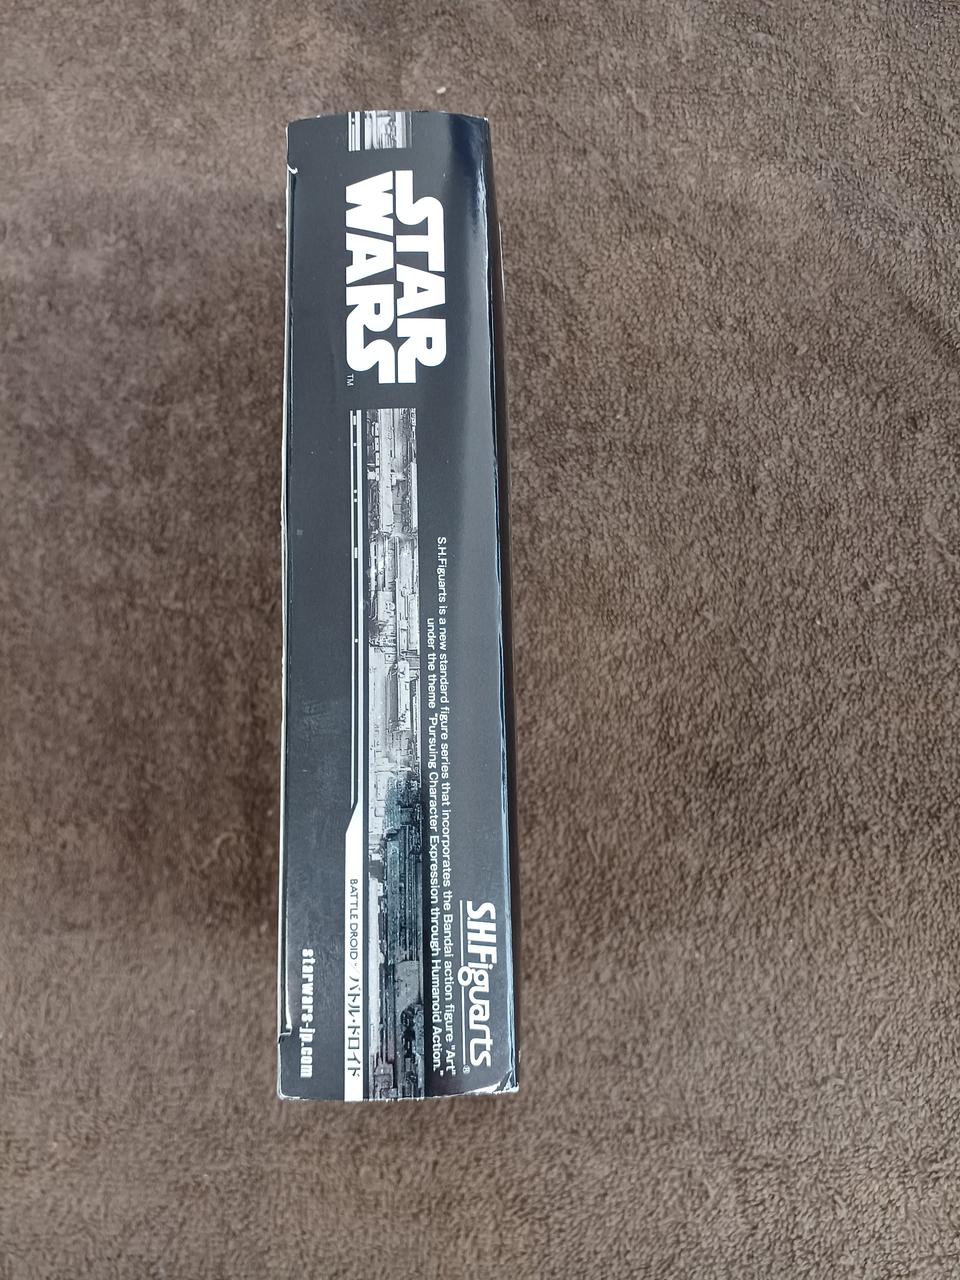 STAR
WARS
TM
S.H.Figuarts®
S.H.Figuarts is a new standard figure series that incorporates the Bandai action figure "Art"
under the theme "Pursuing Character Expression through Humanoid Action."
BATTLE DROID™ / バトル・ドロイド
starwars-jp.com